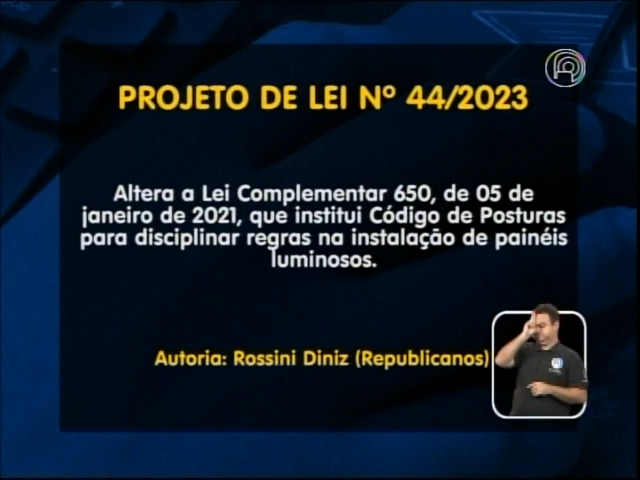 PROJETO DE LEI Nº 44/2023
Altera a Lei Complementar 650, de 05 de
janeiro de 2021, que institui Código de Posturas
para disciplinar regras na instalação de painéis
luminosos.
Autoria: Rossini Diniz (Republicanos)